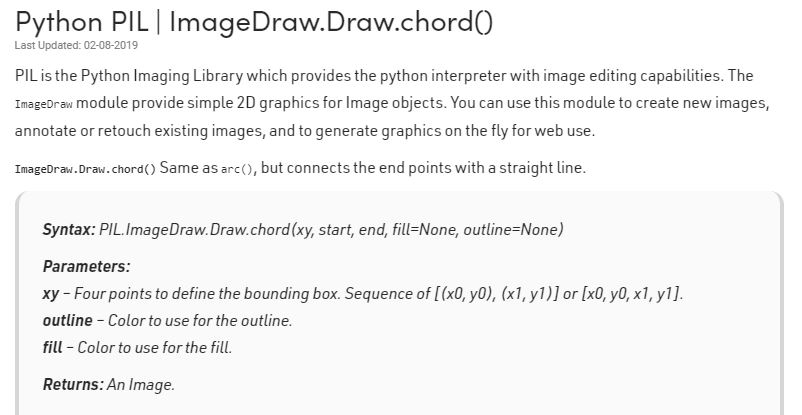 Python PIL | ImageDraw.Draw.chord()
Last Updated: 02-08-2019
PIL is the Python Imaging Library which provides the python interpreter with image editing capabilities. The
ImageDraw module provide simple 2D graphics for Image objects. You can use this module to create new images,
annotate or retouch existing images, and to generate graphics on the fly for web use.
ImageDraw.Draw.chord() Same as arc(), but connects the end points with a straight line.
Syntax: PIL.ImageDraw.Draw.chord(xy, start, end, fill=None, outline=None)
Parameters:
xy – Four points to define the bounding box. Sequence of [(x0, y0), (x1, y1)] or [x0, y0, x1, y1].
outline – Color to use for the outline.
fill – Color to use for the fill.
Returns: An Image.